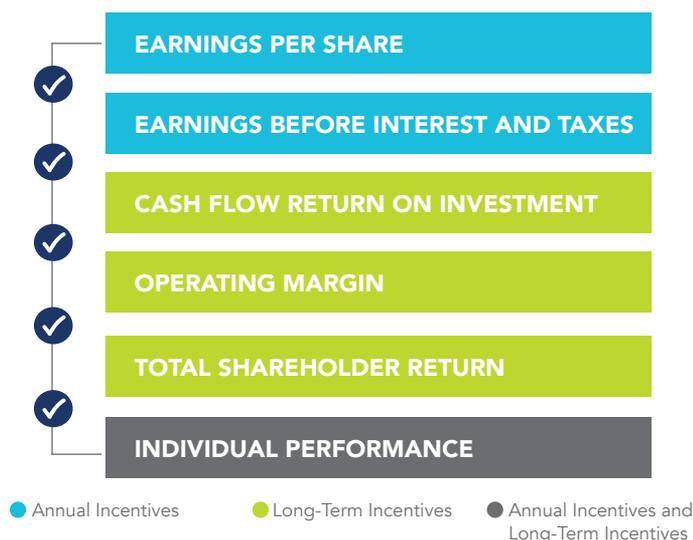 EARNINGS PER SHARE
EARNINGS BEFORE INTEREST AND TAXES
CASH FLOW RETURN ON INVESTMENT
OPERATING MARGIN
TOTAL SHAREHOLDER RETURN
INDIVIDUAL PERFORMANCE
Annual Incentives
Long-Term Incentives
Annual Incentives and
Long-Term Incentives